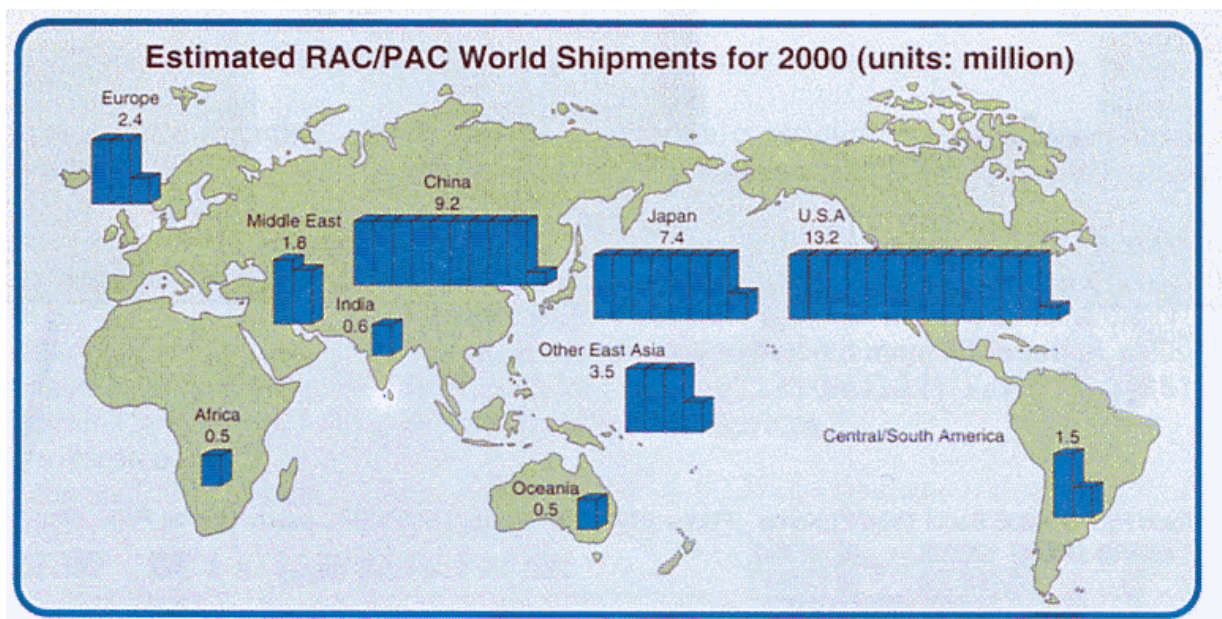 Estimated RAC/PAC World Shipments for 2000 (units: million)
Europe
2.4
China
9.2
Middle East
1.8
Japan
7.4
U.S.A
13.2
India
0.6
Other East Asia
3.5
Africa
0.5
Central/South America
1.5
Oceania
0.5